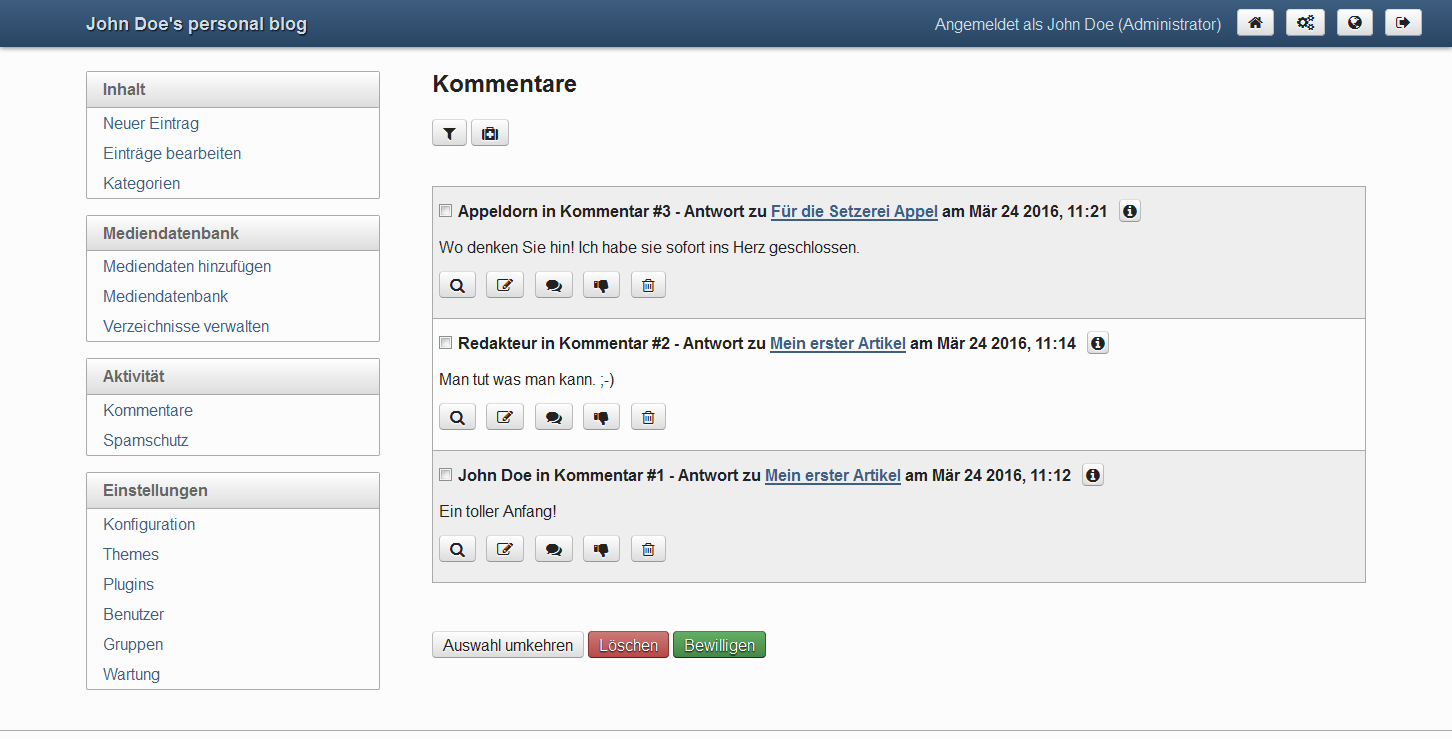 John Doe's personal blog
Angemeldet als John Doe (Administrator)
Inhalt
Neuer Eintrag
Einträge bearbeiten
Kategorien
Mediendatenbank
Mediendaten hinzufügen
Mediendatenbank
Verzeichnisse verwalten
Aktivität
Kommentare
Spamschutz
Einstellungen
Konfiguration
Themes
Plugins
Benutzer
Gruppen
Wartung
Kommentare
Appeldorn in Kommentar #3 - Antwort zu Für die Setzerei Appel am Mär 24 2016, 11:21
Wo denken Sie hin! Ich habe sie sofort ins Herz geschlossen.
Redakteur in Kommentar #2 - Antwort zu Mein erster Artikel am Mär 24 2016, 11:14
Man tut was man kann. ;-)
John Doe in Kommentar #1 - Antwort zu Mein erster Artikel am Mär 24 2016, 11:12
Ein toller Anfang!
Auswahl umkehren Löschen Bewilligen